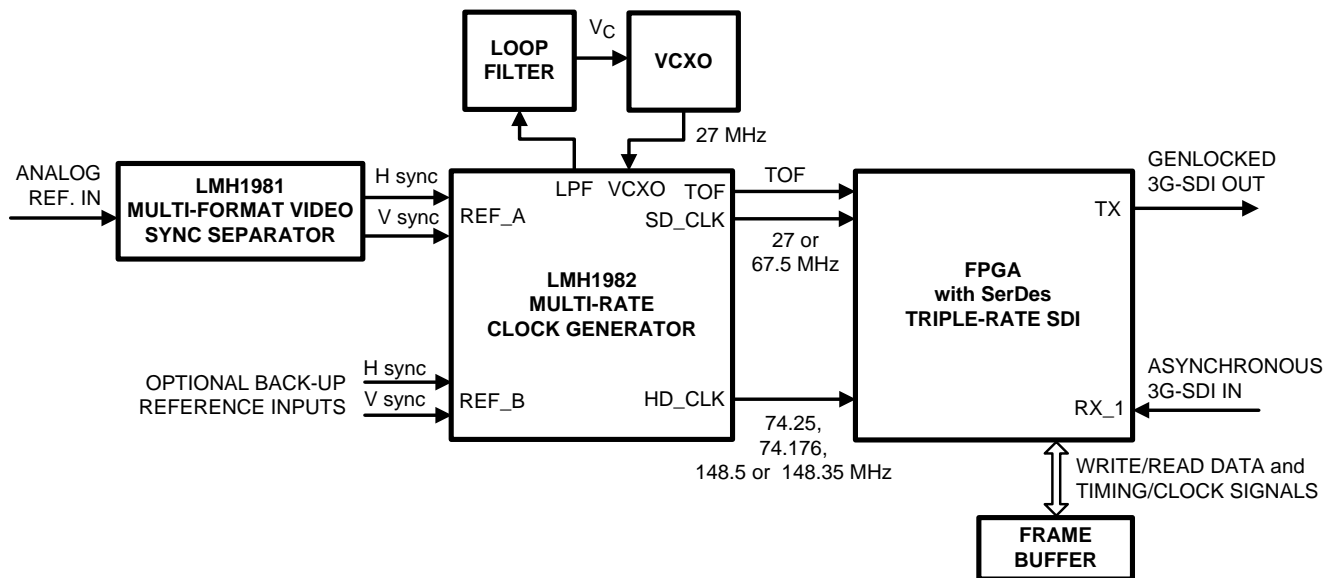 LOOP
FILTER
VC
VCXO
27 MHz
ANALOG
REF. IN
LMH1981
MULTI-FORMAT VIDEO
SYNC SEPARATOR
H sync
V sync
LPF
VCXO
TOF
REF_A
SD_CLK
LMH1982
MULTI-RATE
CLOCK GENERATOR
OPTIONAL BACK-UP
REFERENCE INPUTS
H sync
V sync
REF_B
HD_CLK
TOF
27 or
67.5 MHz
74.25,
74.176,
148.5 or 148.35 MHz
FPGA
with SerDes
TRIPLE-RATE SDI
TX
RX_1
GENLOCKED
3G-SDI OUT
ASYNCHRONOUS
3G-SDI IN
WRITE/READ DATA and
TIMING/CLOCK SIGNALS
FRAME
BUFFER